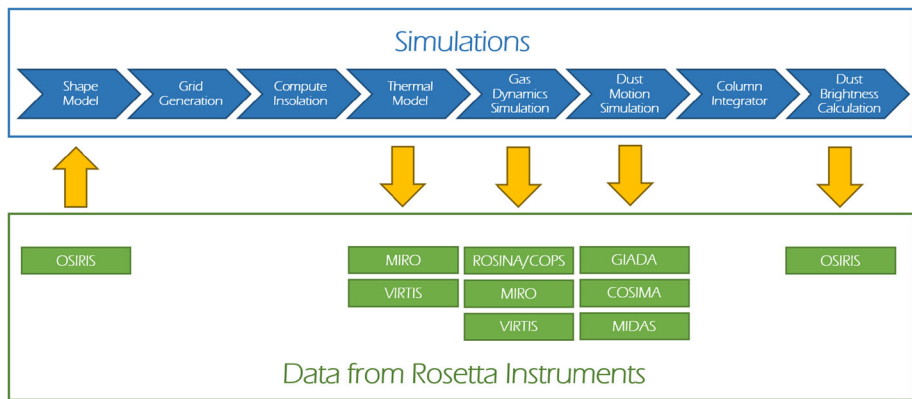 Simulations
Shape
Model
Grid
Generation
Compute
Insolation
Thermal
Model
Gas
Dynamics
Simulation
Dust
Motion
Simulation
Column
Integrator
Dust
Brightness
Calculation
OSIRIS
MIRO
ROSINA/COPS
GIADA
OSIRIS
VIRTIS
MIRO
COSIMA
VIRTIS
MIDAS
Data from Rosetta Instruments